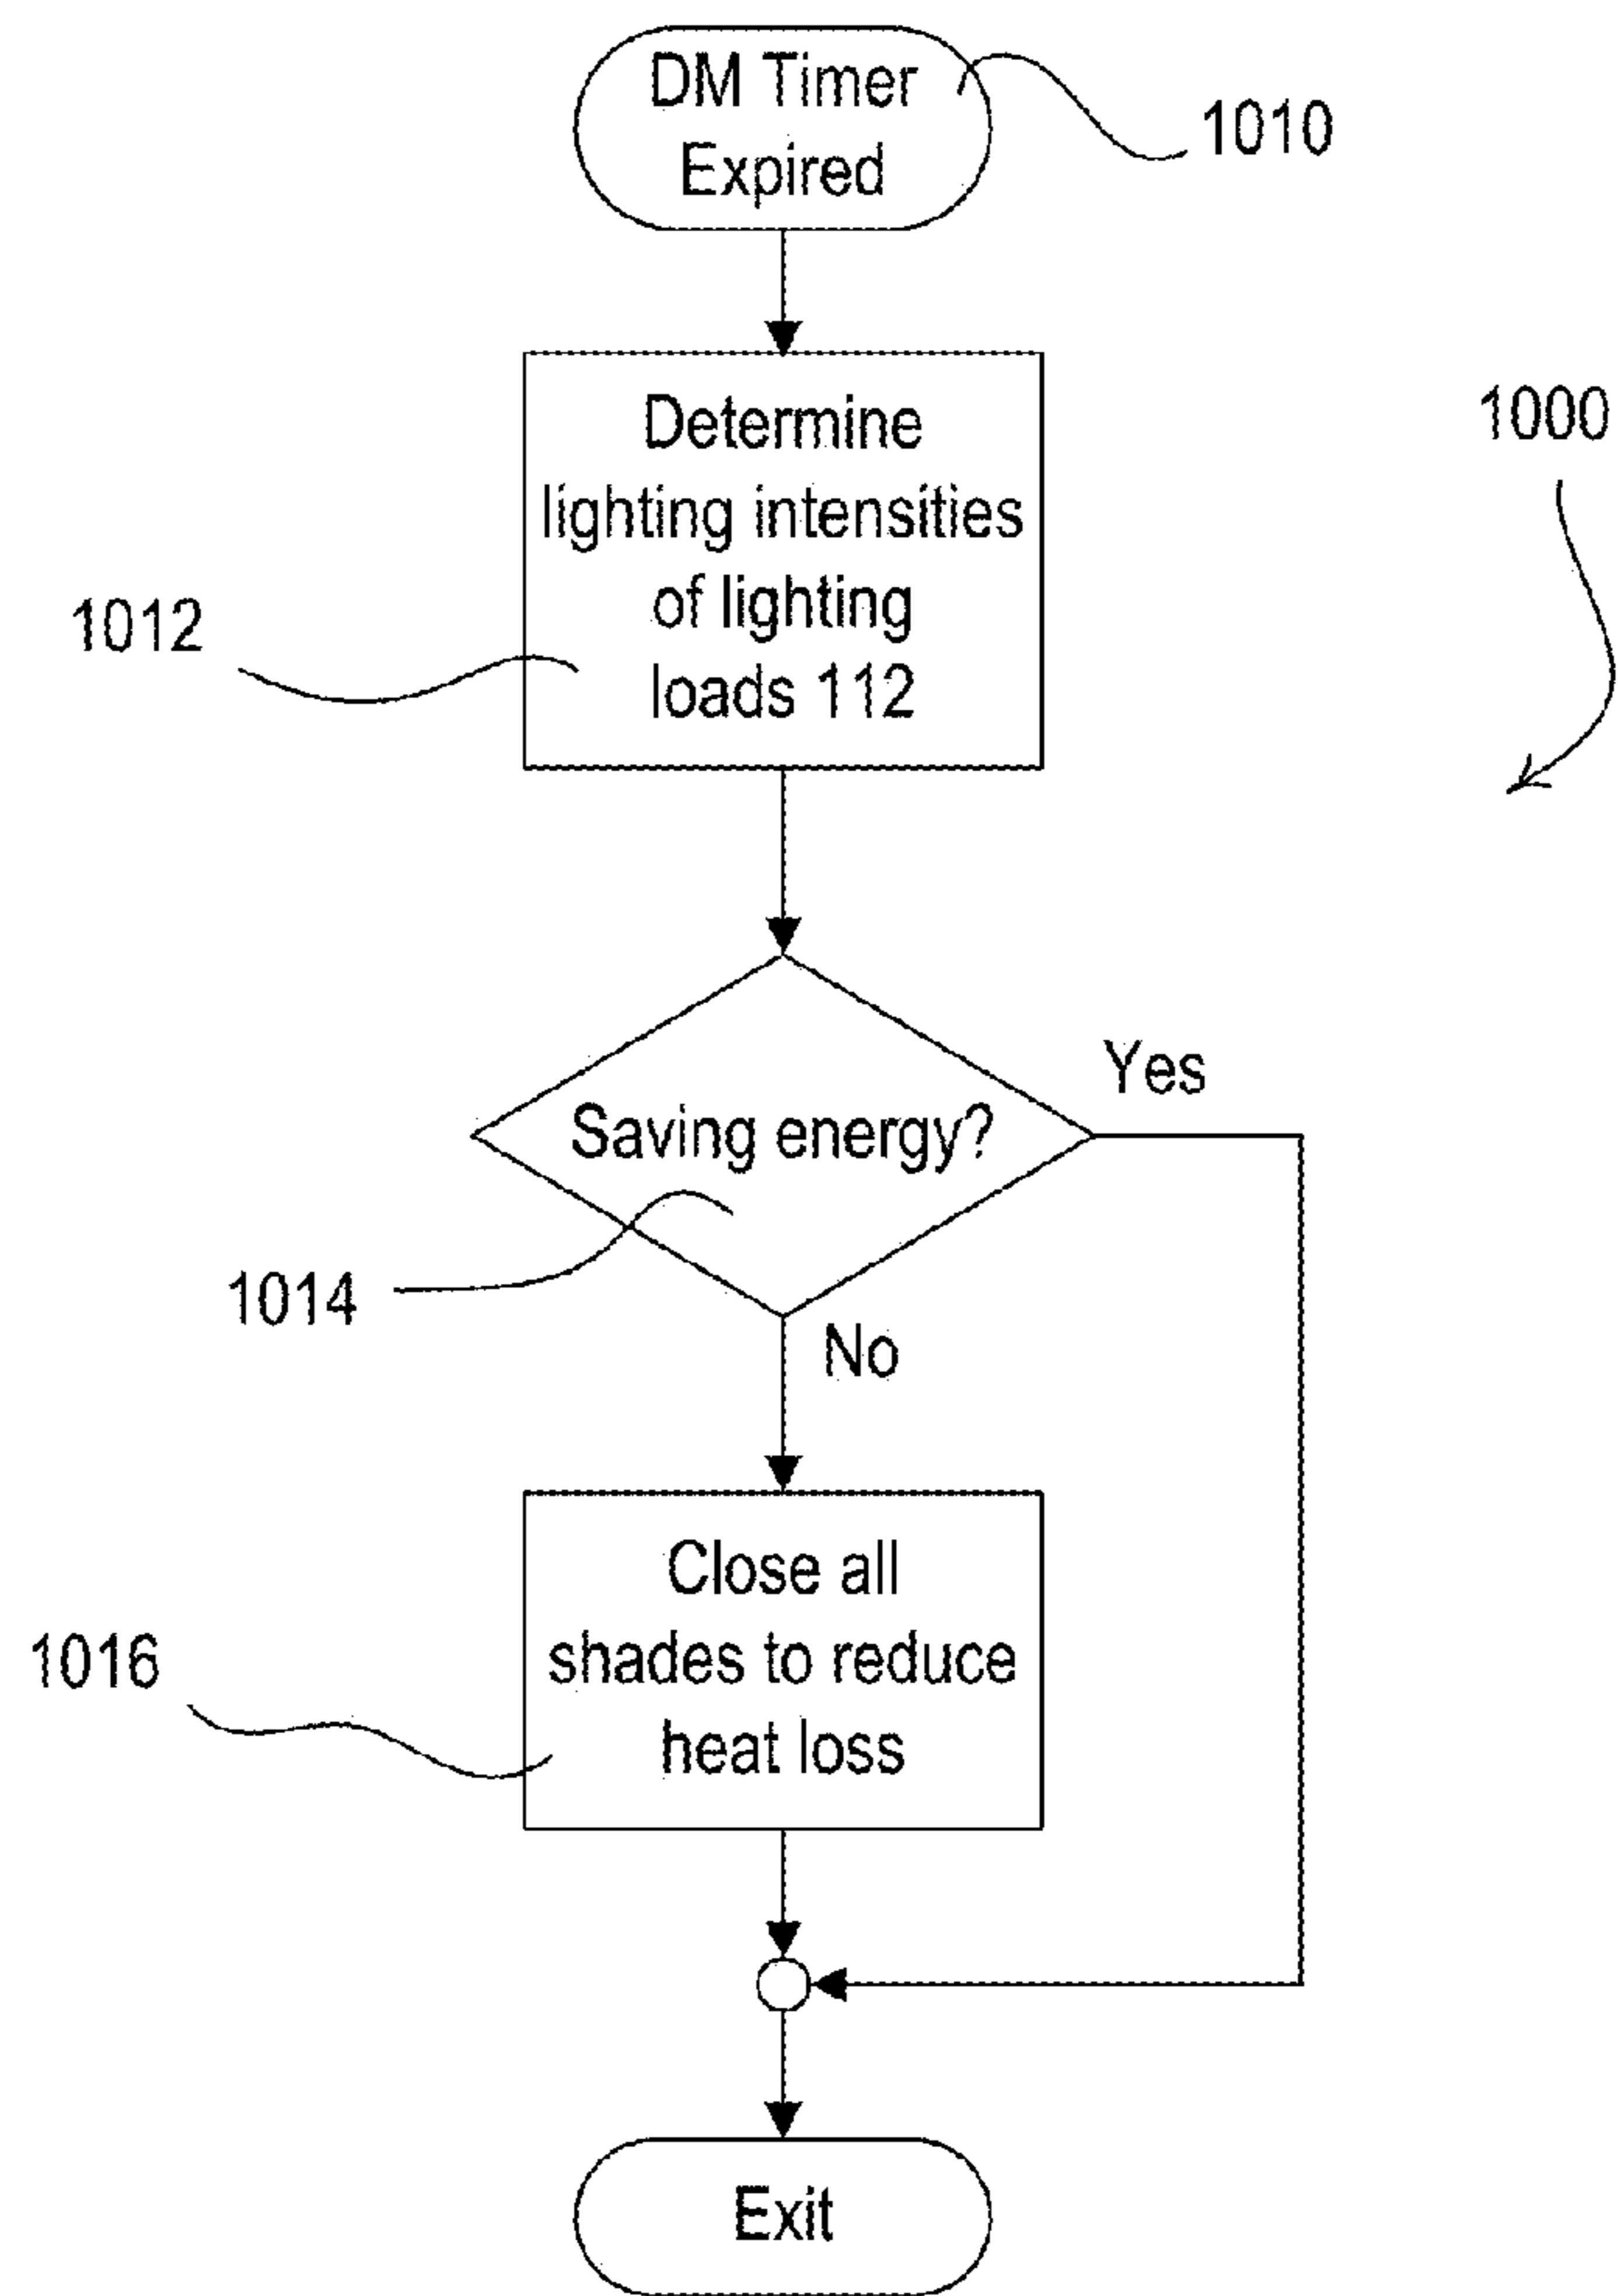 DM Timer
Expired
1010
Determine
lighting intensities
of lighting
loads 112
1000
1012
Saving energy?
Yes
1014
No
Close all
shades to reduce
heat loss
1016
Exit